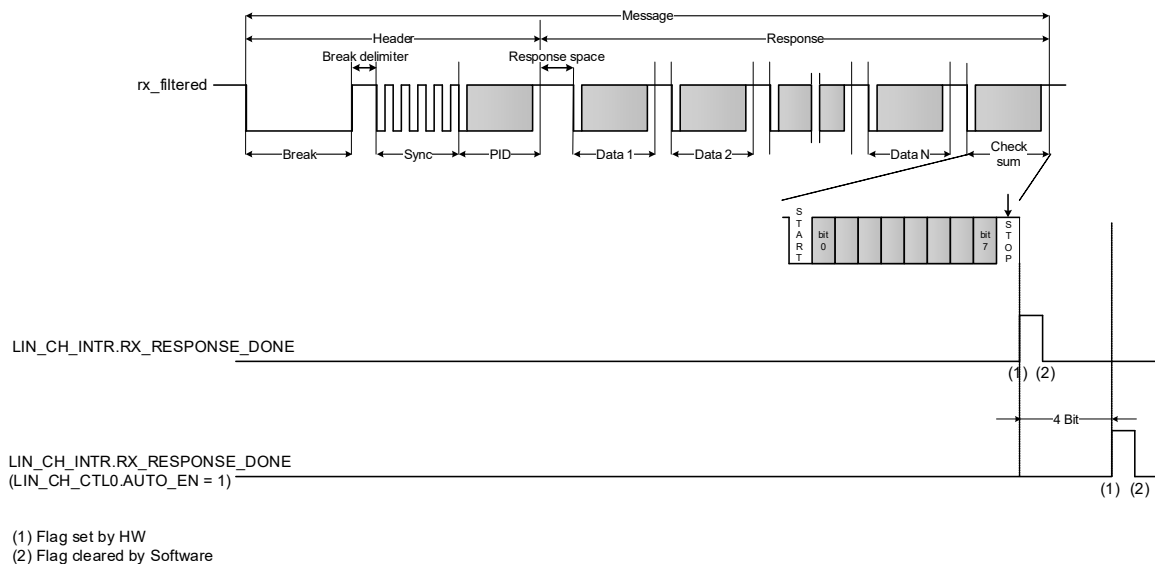 Message
Header
Response
Break delimiter
Response space
rx_filtered
Break
Sync
PID
Data 1
Data 2
Data N
Check
sum
START
bit
0
bit
7
STOP
LIN_CH_INTR.RX_RESPONSE_DONE
(1)
(2)
4 Bit
LIN_CH_INTR.RX_RESPONSE_DONE
(LIN_CH_CTL0.AUTO_EN = 1)
(1)
(2)
(1) Flag set by HW
(2) Flag cleared by Software